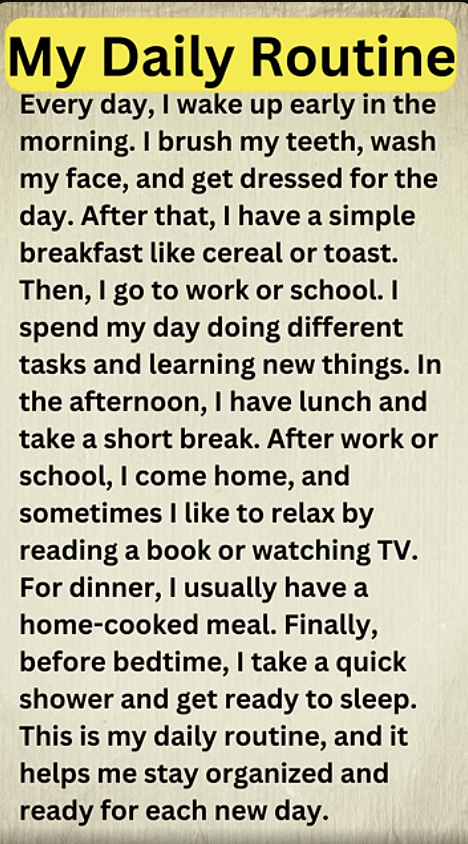 My Daily Routine
Every day, I wake up early in the
morning. I brush my teeth, wash
my face, and get dressed for the
day. After that, I have a simple
breakfast like cereal or toast.
Then, I go to work or school. I
spend my day doing different
tasks and learning new things. In
the afternoon, I have lunch and
take a short break. After work or
school, I come home, and
sometimes I like to relax by
reading a book or watching TV.
For dinner, I usually have a
home-cooked meal. Finally,
before bedtime, I take a quick
shower and get ready to sleep.
This is my daily routine, and it
helps me stay organized and
ready for each new day.